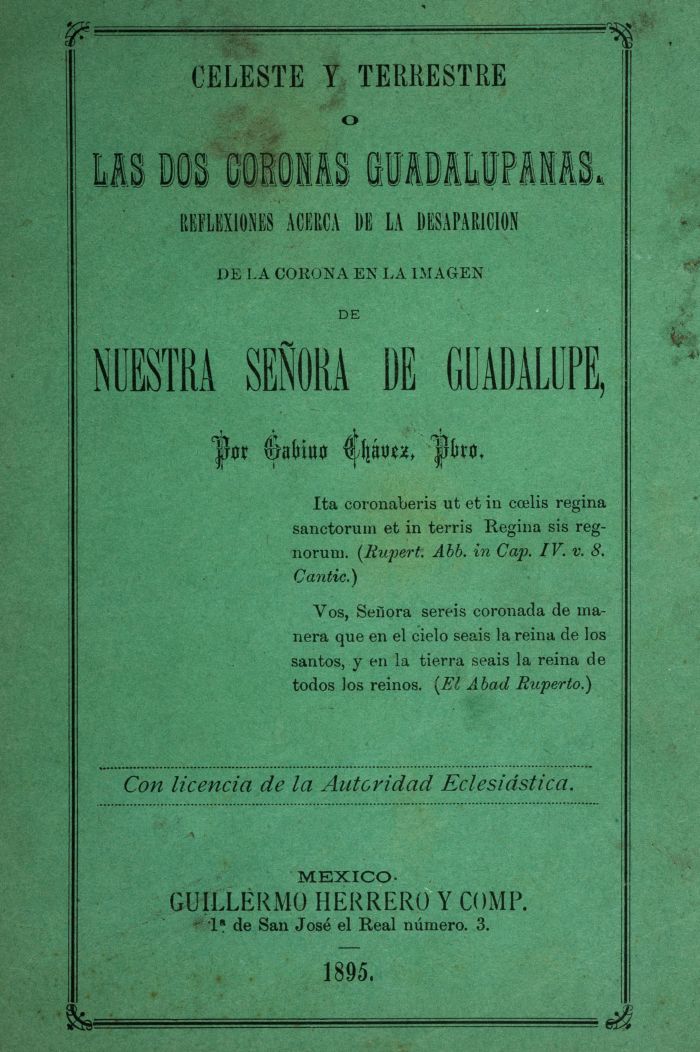 CELESTE Y TERRESTRE
O
LAS DOS CORONAS GUADALUPANAS.
REFLEXIONES ACERCA DE LA DESAPARICION
DE LA CORONA EN LA IMAGEN
DE
NUESTRA SEÑORA DE GUADALUPE,
Por Gabino Chávez, Pbro.
Ita coronaberis ut et in cœlis regina
sanctorum et in terris Regina sis reg-
norum. (Rupert. Abb. in Cap. IV. v. 8.
Cantic.)
Vos, Señora sereis coronada de ma-
nera que en el cielo seais la reina de los
santos, y en la tierra seais la reina de
todos los reinos. (El Abad Ruperto.)
Con licencia de la Autoridad Eclesiástica.
MEXICO.
GUILLERMO HERRERO Y COMP.
1ª de San José el Real número. 3.
1895.